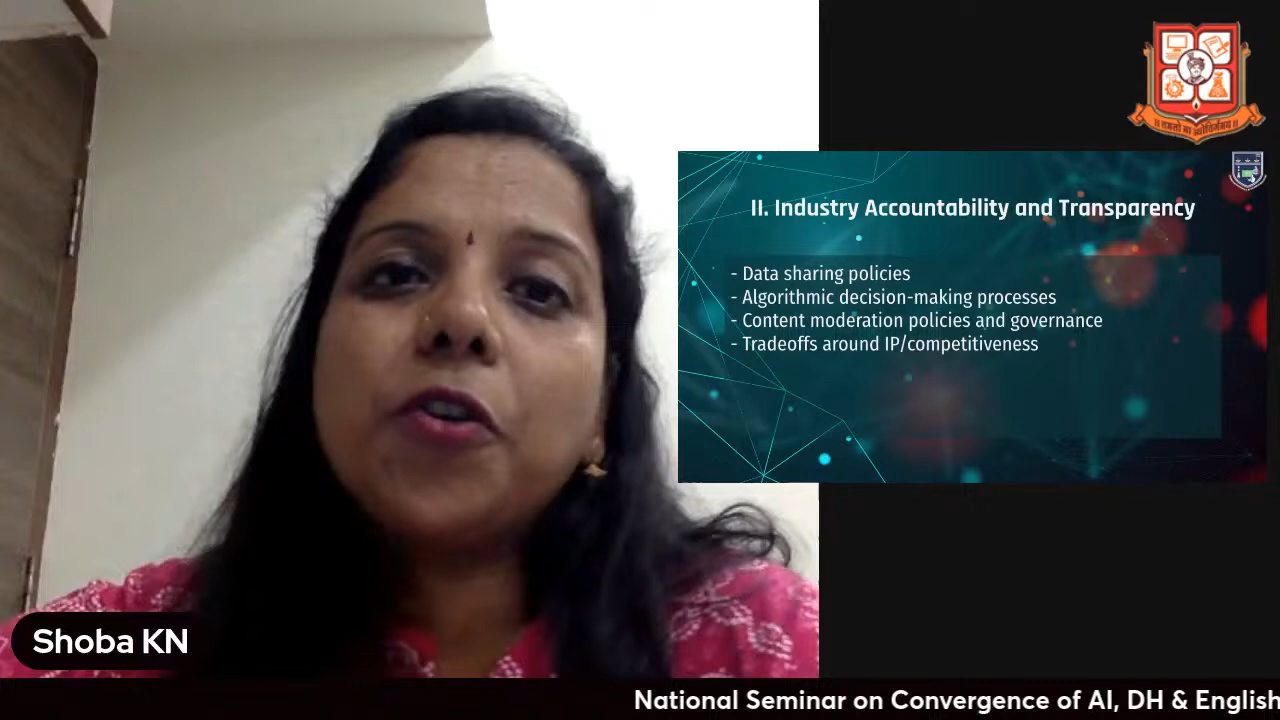 II. Industry Accountability and Transparency
- Data sharing policies
- Algorithmic decision-making processes
- Content moderation policies and governance
- Tradeoffs around IP/competitiveness
Shoba KN
National Seminar on Convergence of AI, DH & English